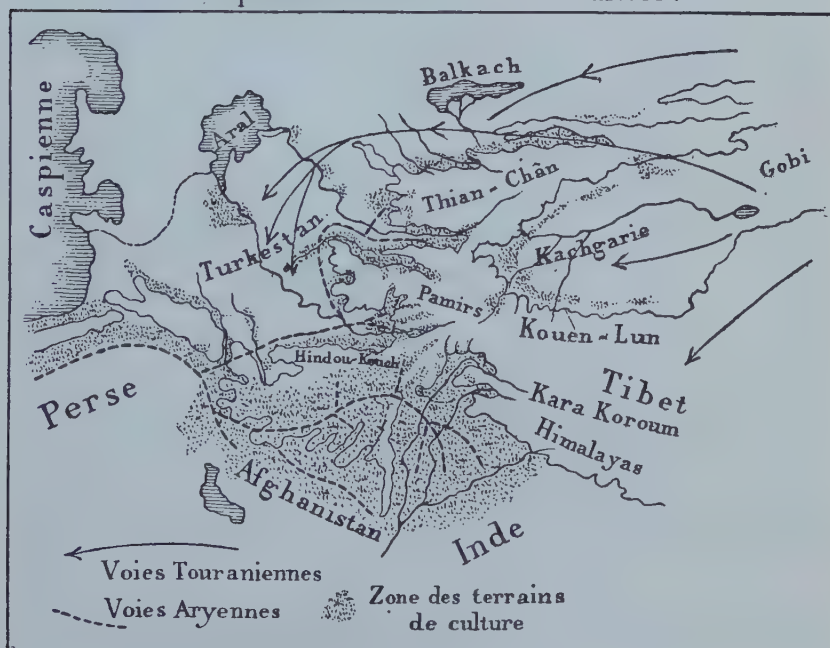 Balkach
Caspienne
Aral
Gobi
Thian-Chân
Turkestan
Kachgarie
Pamirs
Kouen-Lun
Hindou-Kouch
Tibet
Perse
Kara Koroum
Himalayas
Afghanistan
Inde
Voies Touraniennes
Voies Aryennes
Zone des terrains
de culture